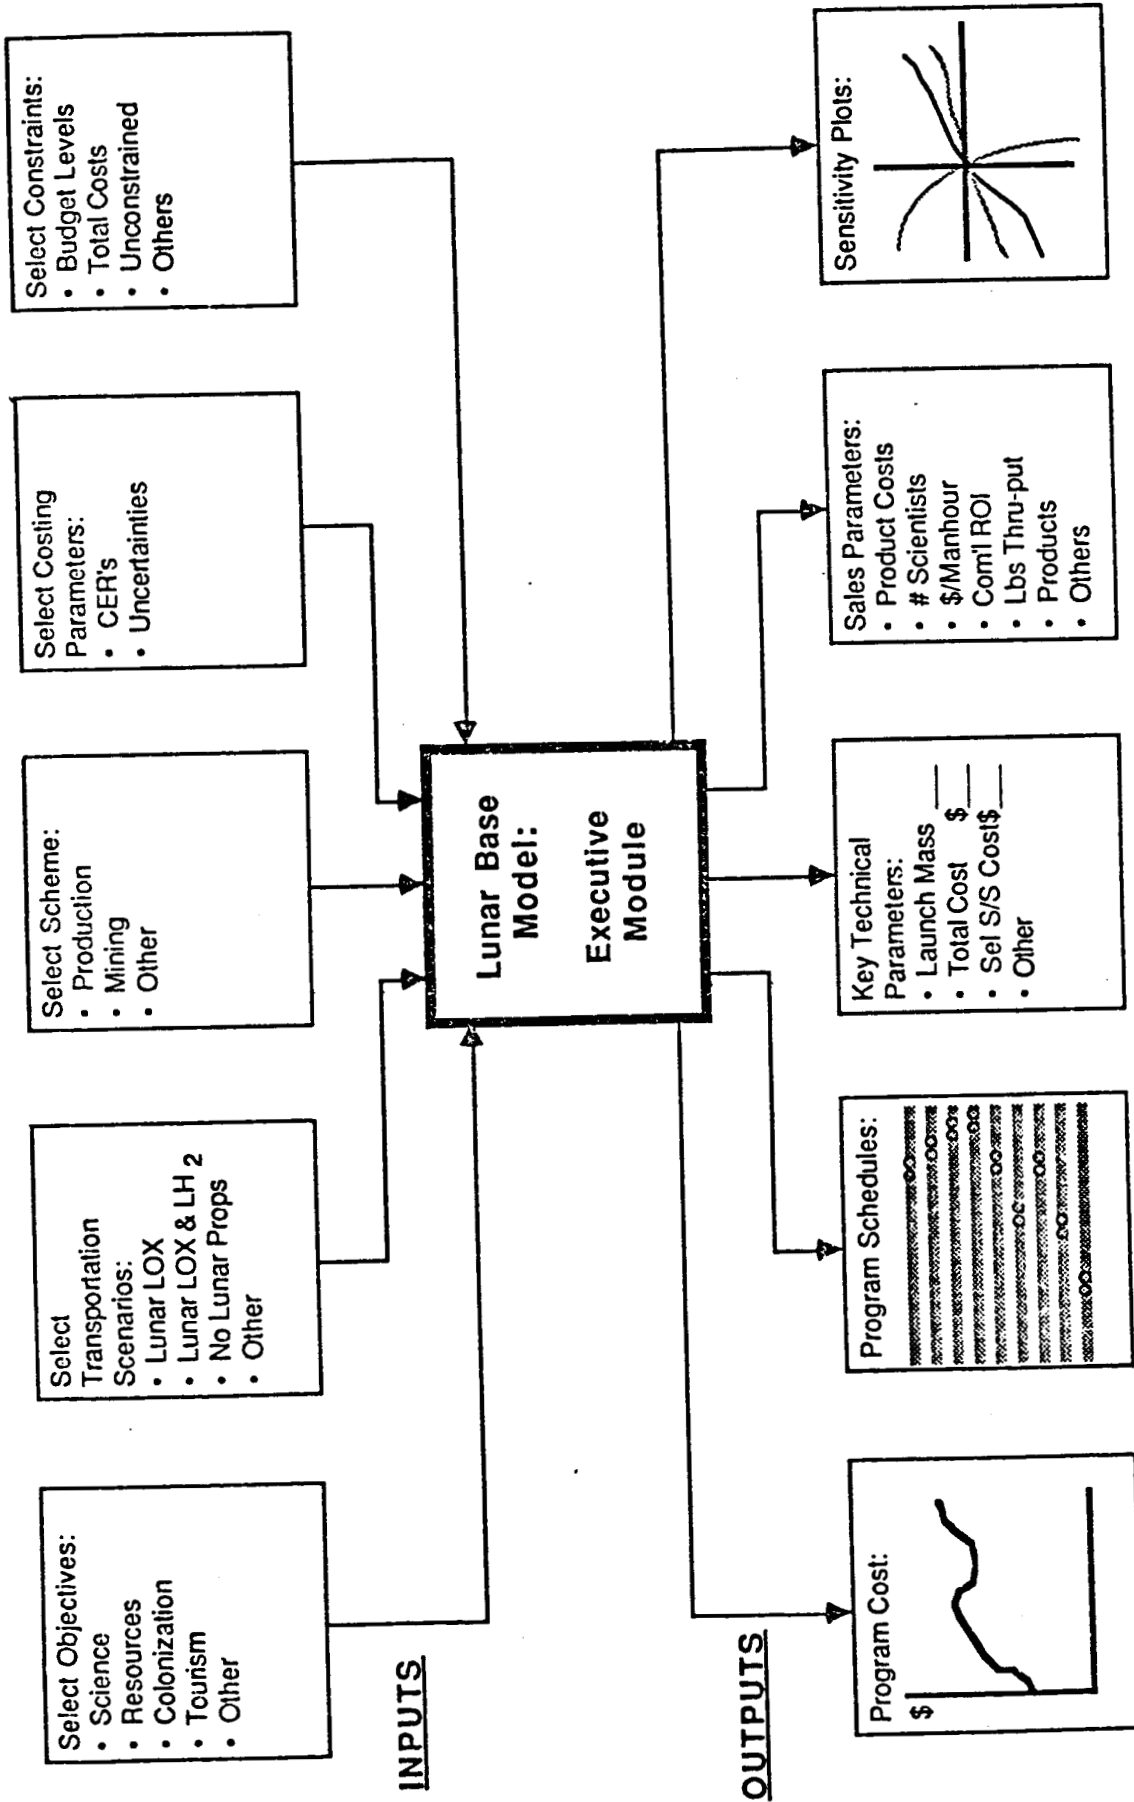 Select Objectives:
• Science
• Resources
• Colonization
• Tourism
• Other
Select
Transportation
Scenarios:
• Lunar LOX
• Lunar LOX & LH 2
• No Lunar Props
• Other
Select Scheme:
• Production
• Mining
• Other
Select Costing
Parameters:
• CER's
• Uncertainties
Select Constraints:
• Budget Levels
• Total Costs
• Unconstrained
• Others
INPUTS
Lunar Base
Model:
Executive
Module
OUTPUTS
Program Cost:
$
Program Schedules:
Key Technical
Parameters:
• Launch Mass ___
• Total Cost $___
• Sel S/S Cost$___
• Other
Sales Parameters:
• Product Costs
• # Scientists
• $/Manhour
• Com'l ROI
• Lbs Thru-put
• Products
• Others
Sensitivity Plots: